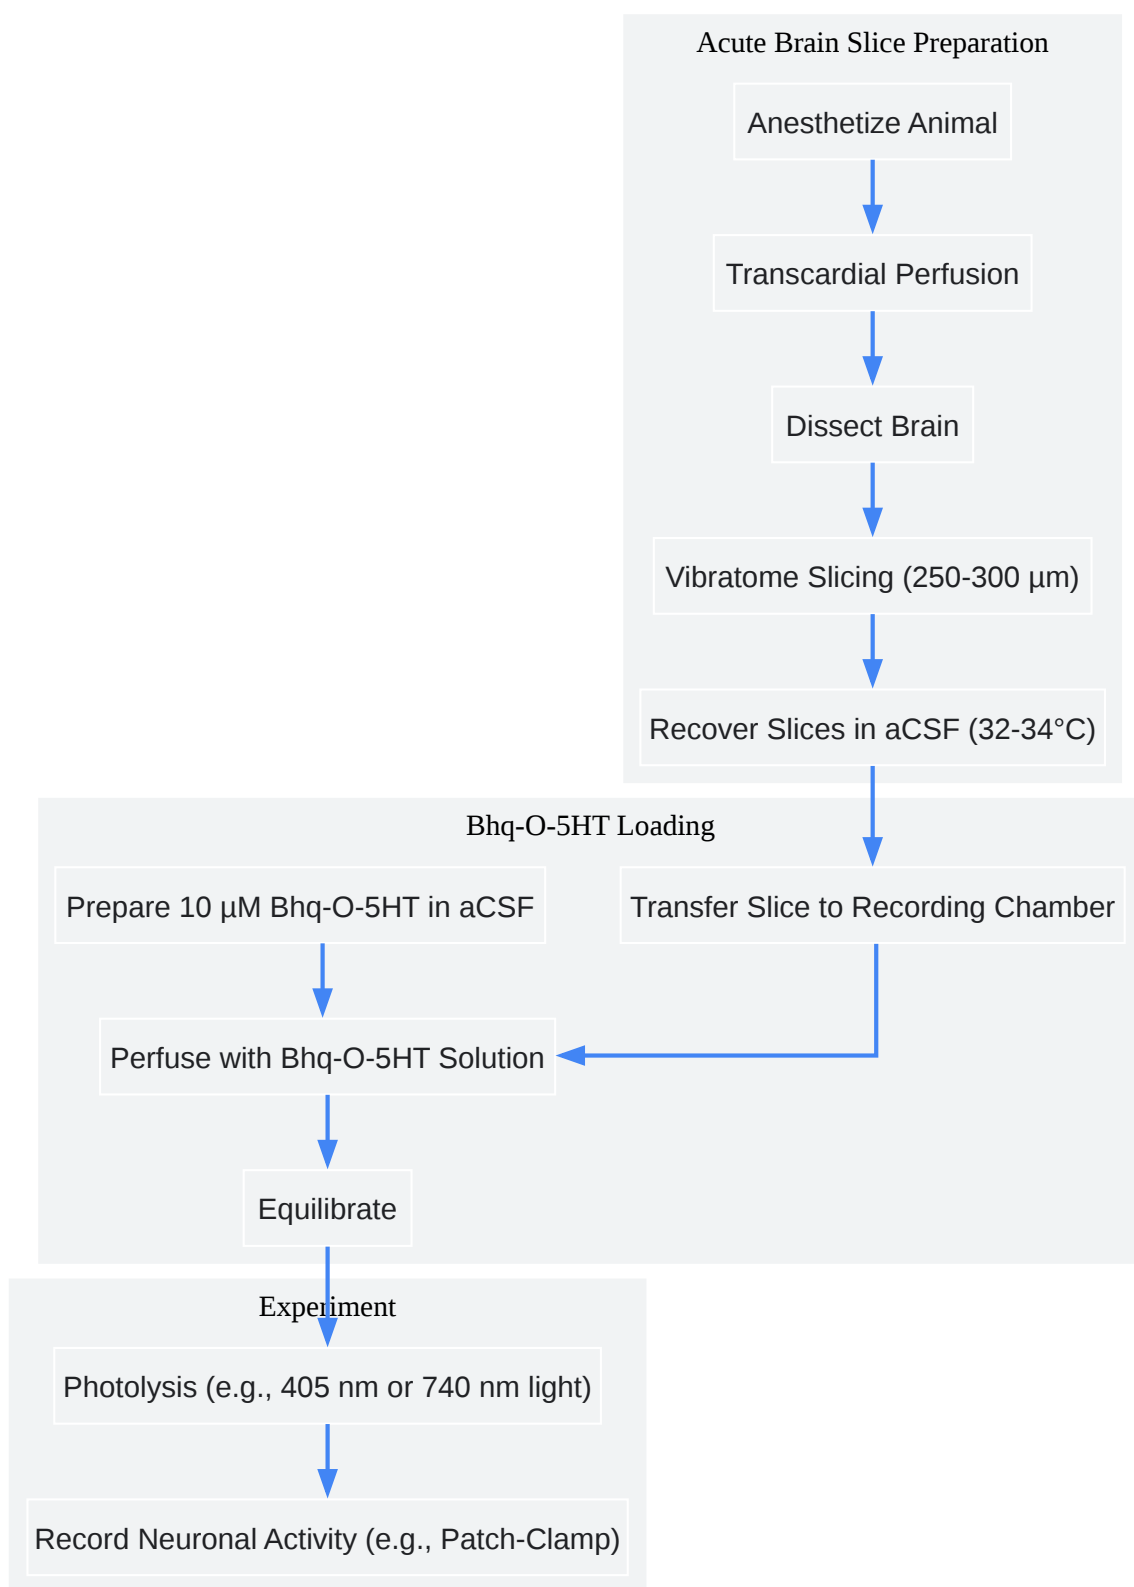 Acute Brain Slice Preparation
Anesthetize Animal
Transcardial Perfusion
Dissect Brain
Vibratome Slicing (250-300 µm)
Recover Slices in aCSF (32-34°C)
Bhq-O-5HT Loading
Prepare 10 µM Bhq-O-5HT in aCSF
Transfer Slice to Recording Chamber
Perfuse with Bhq-O-5HT Solution
Equilibrate
Experiment
Photolysis (e.g., 405 nm or 740 nm light)
Record Neuronal Activity (e.g., Patch-Clamp)